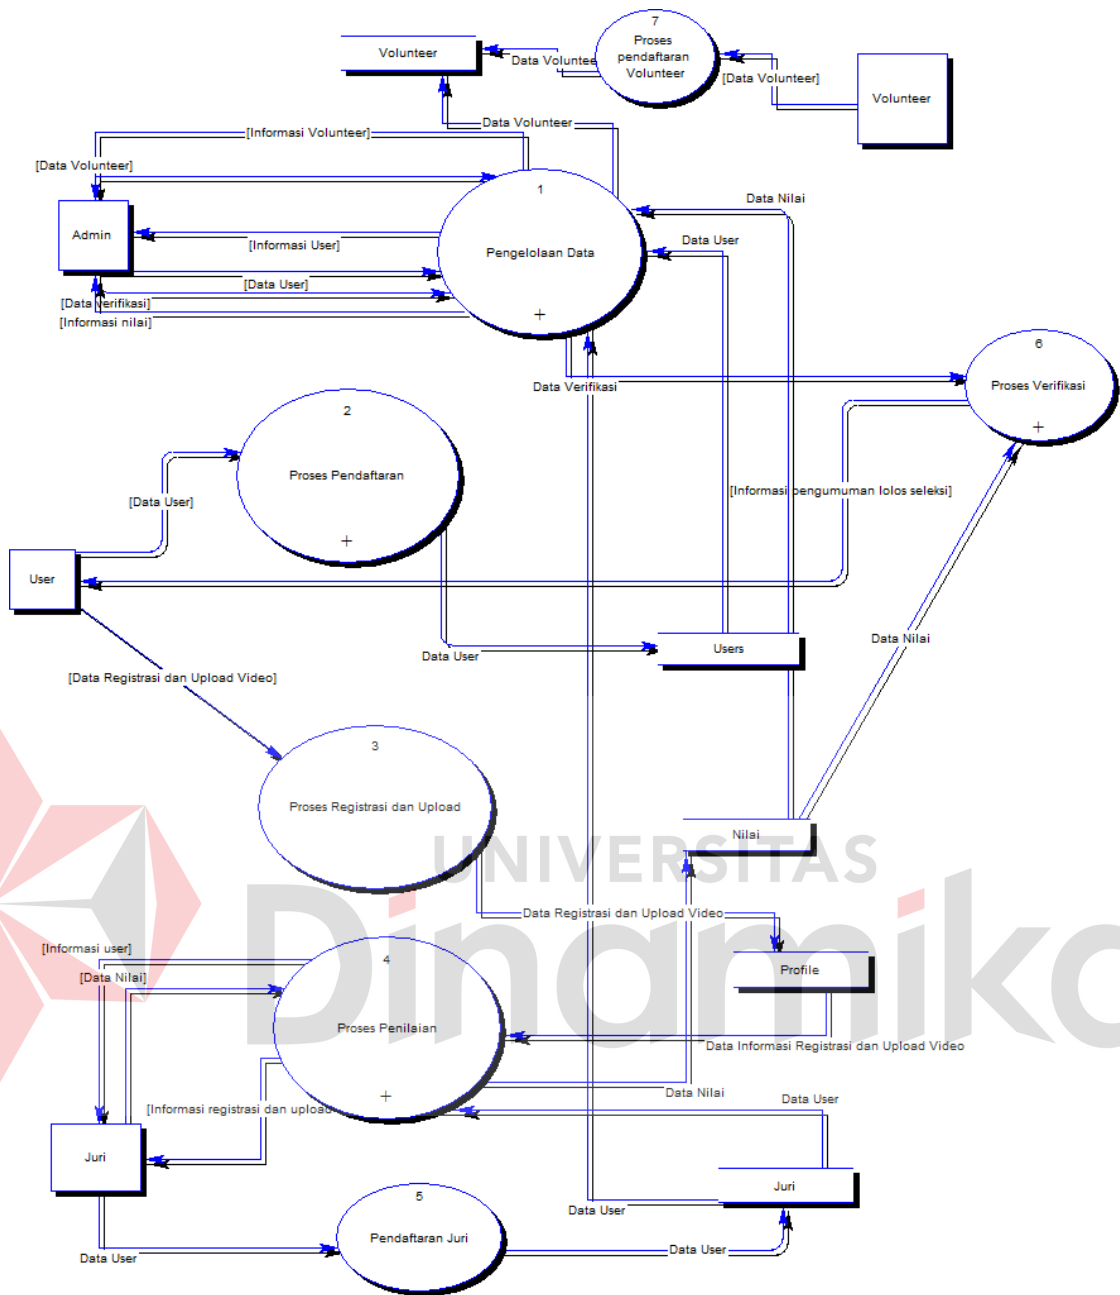 7
Proses
pendaftaran
Volunteer
Volunteer
Data Volunteer
[Data Volunteer]
Volunteer
Data Volunteer
[Informasi Volunteer]
[Data Volunteer]
1
Pengelolaan Data
+
Admin
[Informasi User]
[Data User]
[Data verifikasi]
[Informasi nilai]
Data Nilai
Data User
6
Proses Verifikasi
+
Data Verifikasi
2
Proses Pendaftaran
+
[Data User]
[Informasi pengumuman lolos seleksi]
User
Data User
Users
Data Nilai
[Data Registrasi dan Upload Video]
3
Proses Registrasi dan Upload
Nilai
UNIVERSITAS
Dinamika
Data Registrasi dan Upload Video
[Informasi user]
[Data Nilai]
4
Proses Penilaian
+
Profile
Data Informasi Registrasi dan Upload Video
Data Nilai
Data User
[Informasi registrasi dan upload
Juri
Juri
5
Pendaftaran Juri
Data User
Data User
Data User